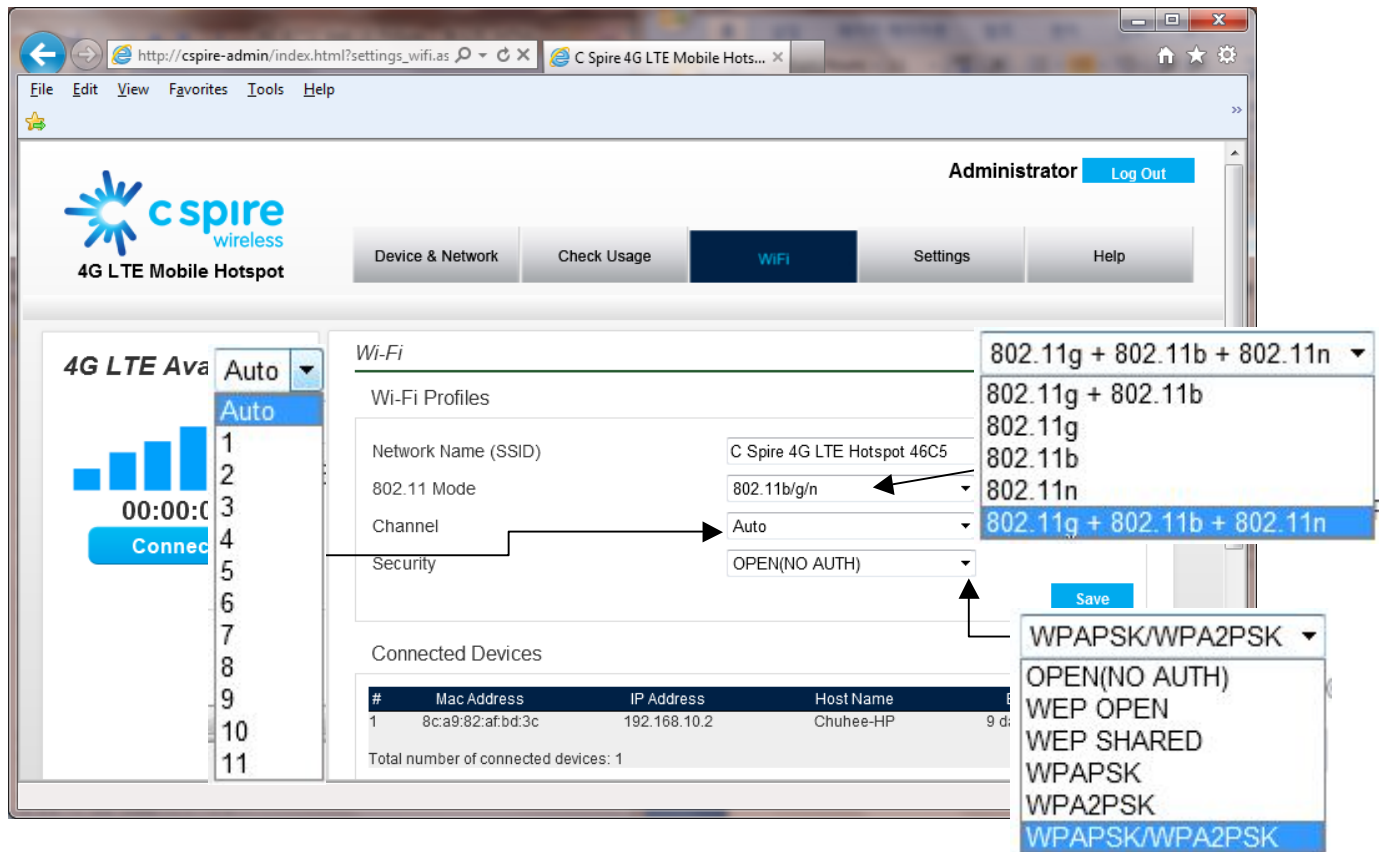 http://cspire-admin/index.html?settings_wifi.as
C Spire 4G LTE Mobile Hots...
File Edit View Favorites Tools Help
Administrator Log Out
c spire
wireless
4G LTE Mobile Hotspot
Device & Network Check Usage WiFi Settings Help
4G LTE Ava
00:00:0
Connec
Auto
Auto
1
2
3
4
5
6
7
8
9
10
11
Wi-Fi
Wi-Fi Profiles
Network Name (SSID) C Spire 4G LTE Hotspot 46C5
802.11 Mode 802.11b/g/n
Channel Auto
Security OPEN(NO AUTH)
Save
802.11g + 802.11b + 802.11n
802.11g + 802.11b
802.11g
802.11b
802.11n
802.11g + 802.11b + 802.11n
WPAPSK/WPA2PSK
OPEN(NO AUTH)
WEP OPEN
WEP SHARED
WPAPSK
WPA2PSK
WPAPSK/WPA2PSK
Connected Devices
# Mac Address IP Address Host Name
1 8c:a9:82:af:bd:3c 192.168.10.2 Chuhee-HP 9 da
Total number of connected devices: 1